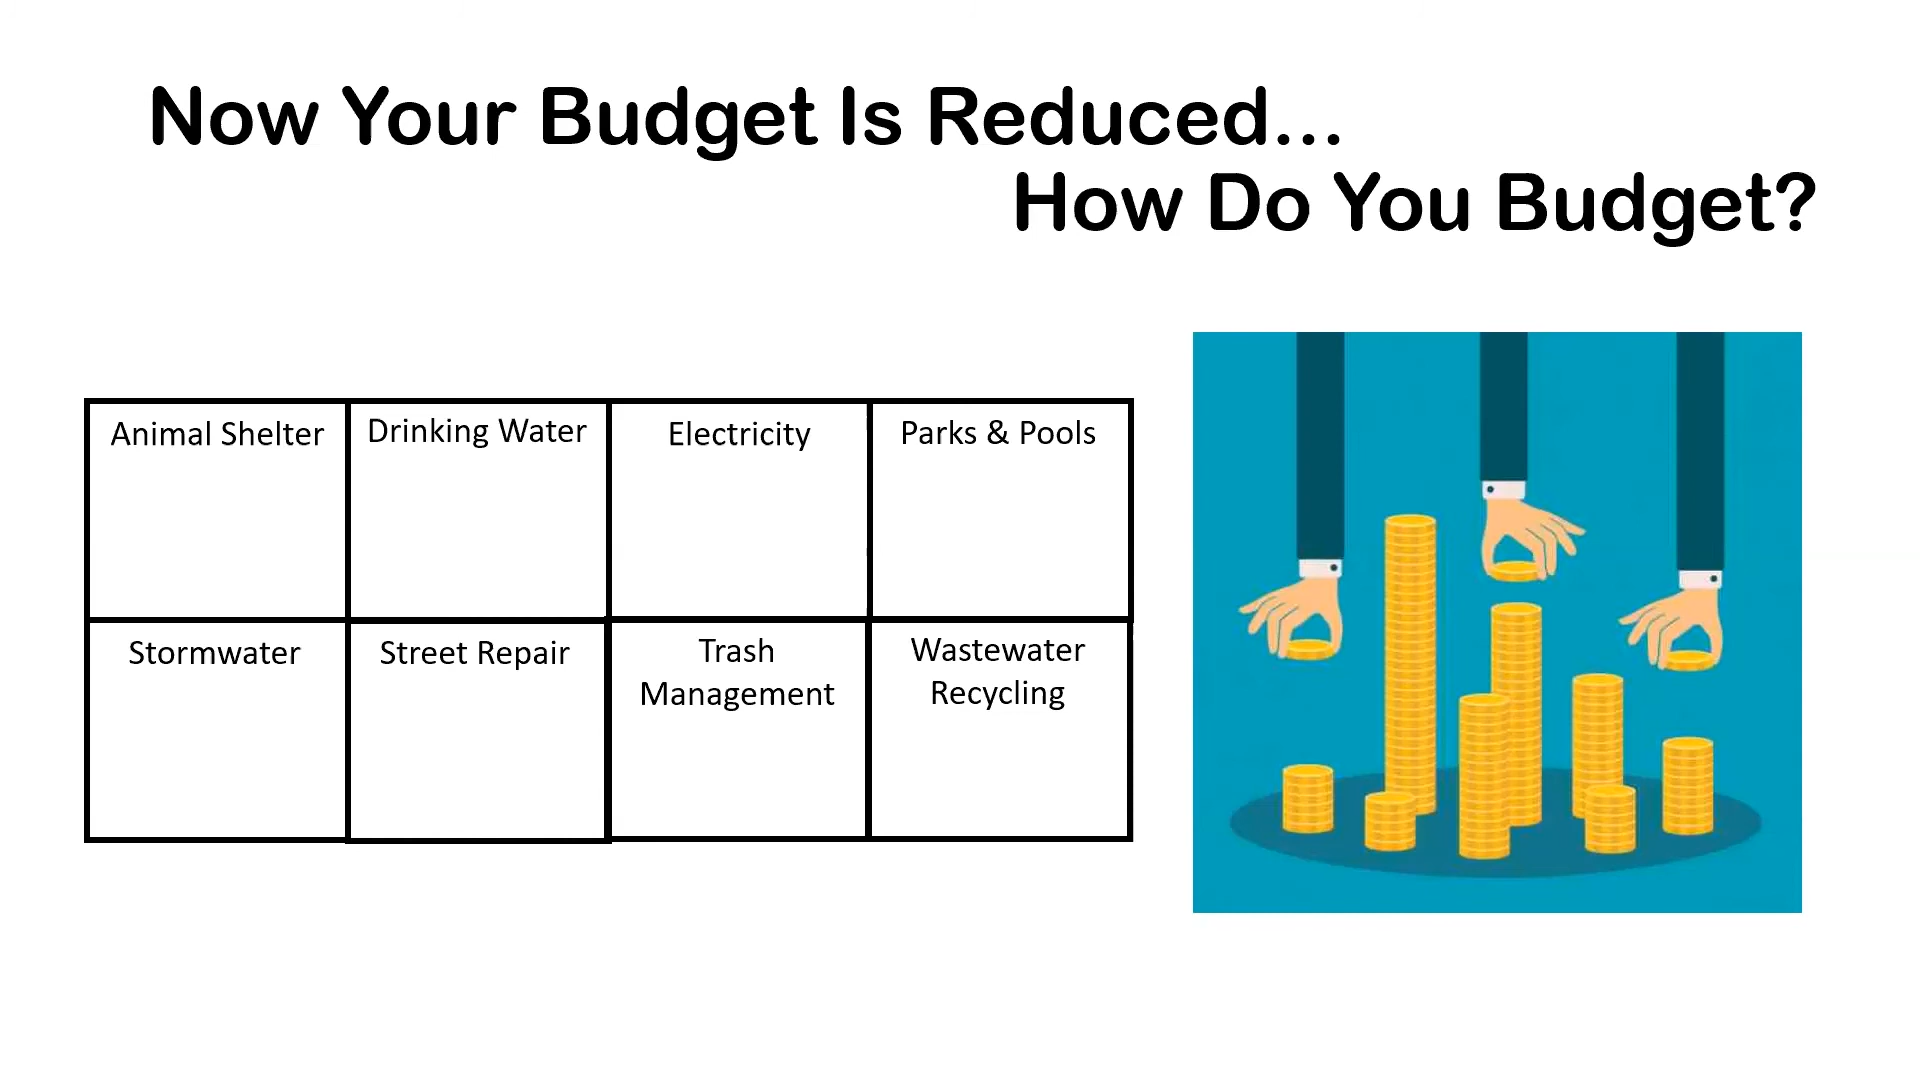 Now Your Budget Is Reduced...
How Do You Budget?
Animal Shelter
Drinking Water
Electricity
Parks & Pools
Stormwater
Street Repair
Trash
Management
Wastewater
Recycling